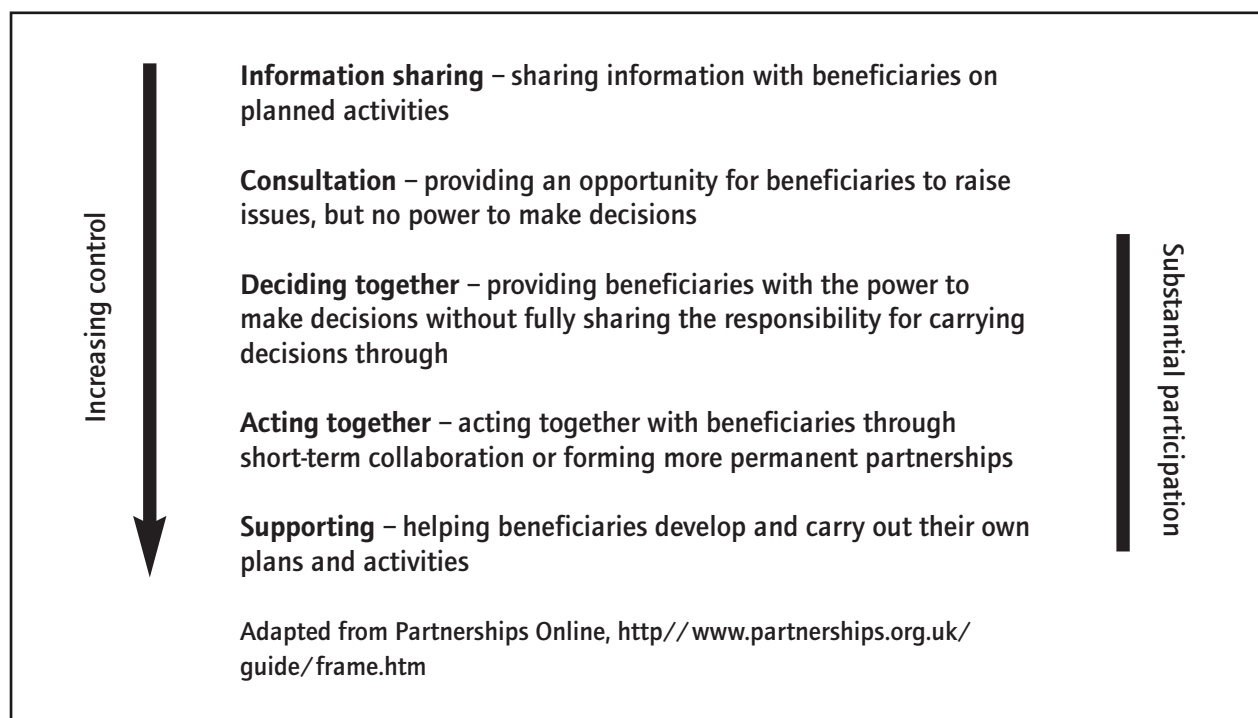 Increasing control
Information sharing – sharing information with beneficiaries on
planned activities
Consultation – providing an opportunity for beneficiaries to raise
issues, but no power to make decisions
Deciding together – providing beneficiaries with the power to
make decisions without fully sharing the responsibility for carrying
decisions through
Acting together – acting together with beneficiaries through
short-term collaboration or forming more permanent partnerships
Supporting – helping beneficiaries develop and carry out their own
plans and activities
Adapted from Partnerships Online, http//www.partnerships.org.uk/
guide/frame.htm
Substantial participation